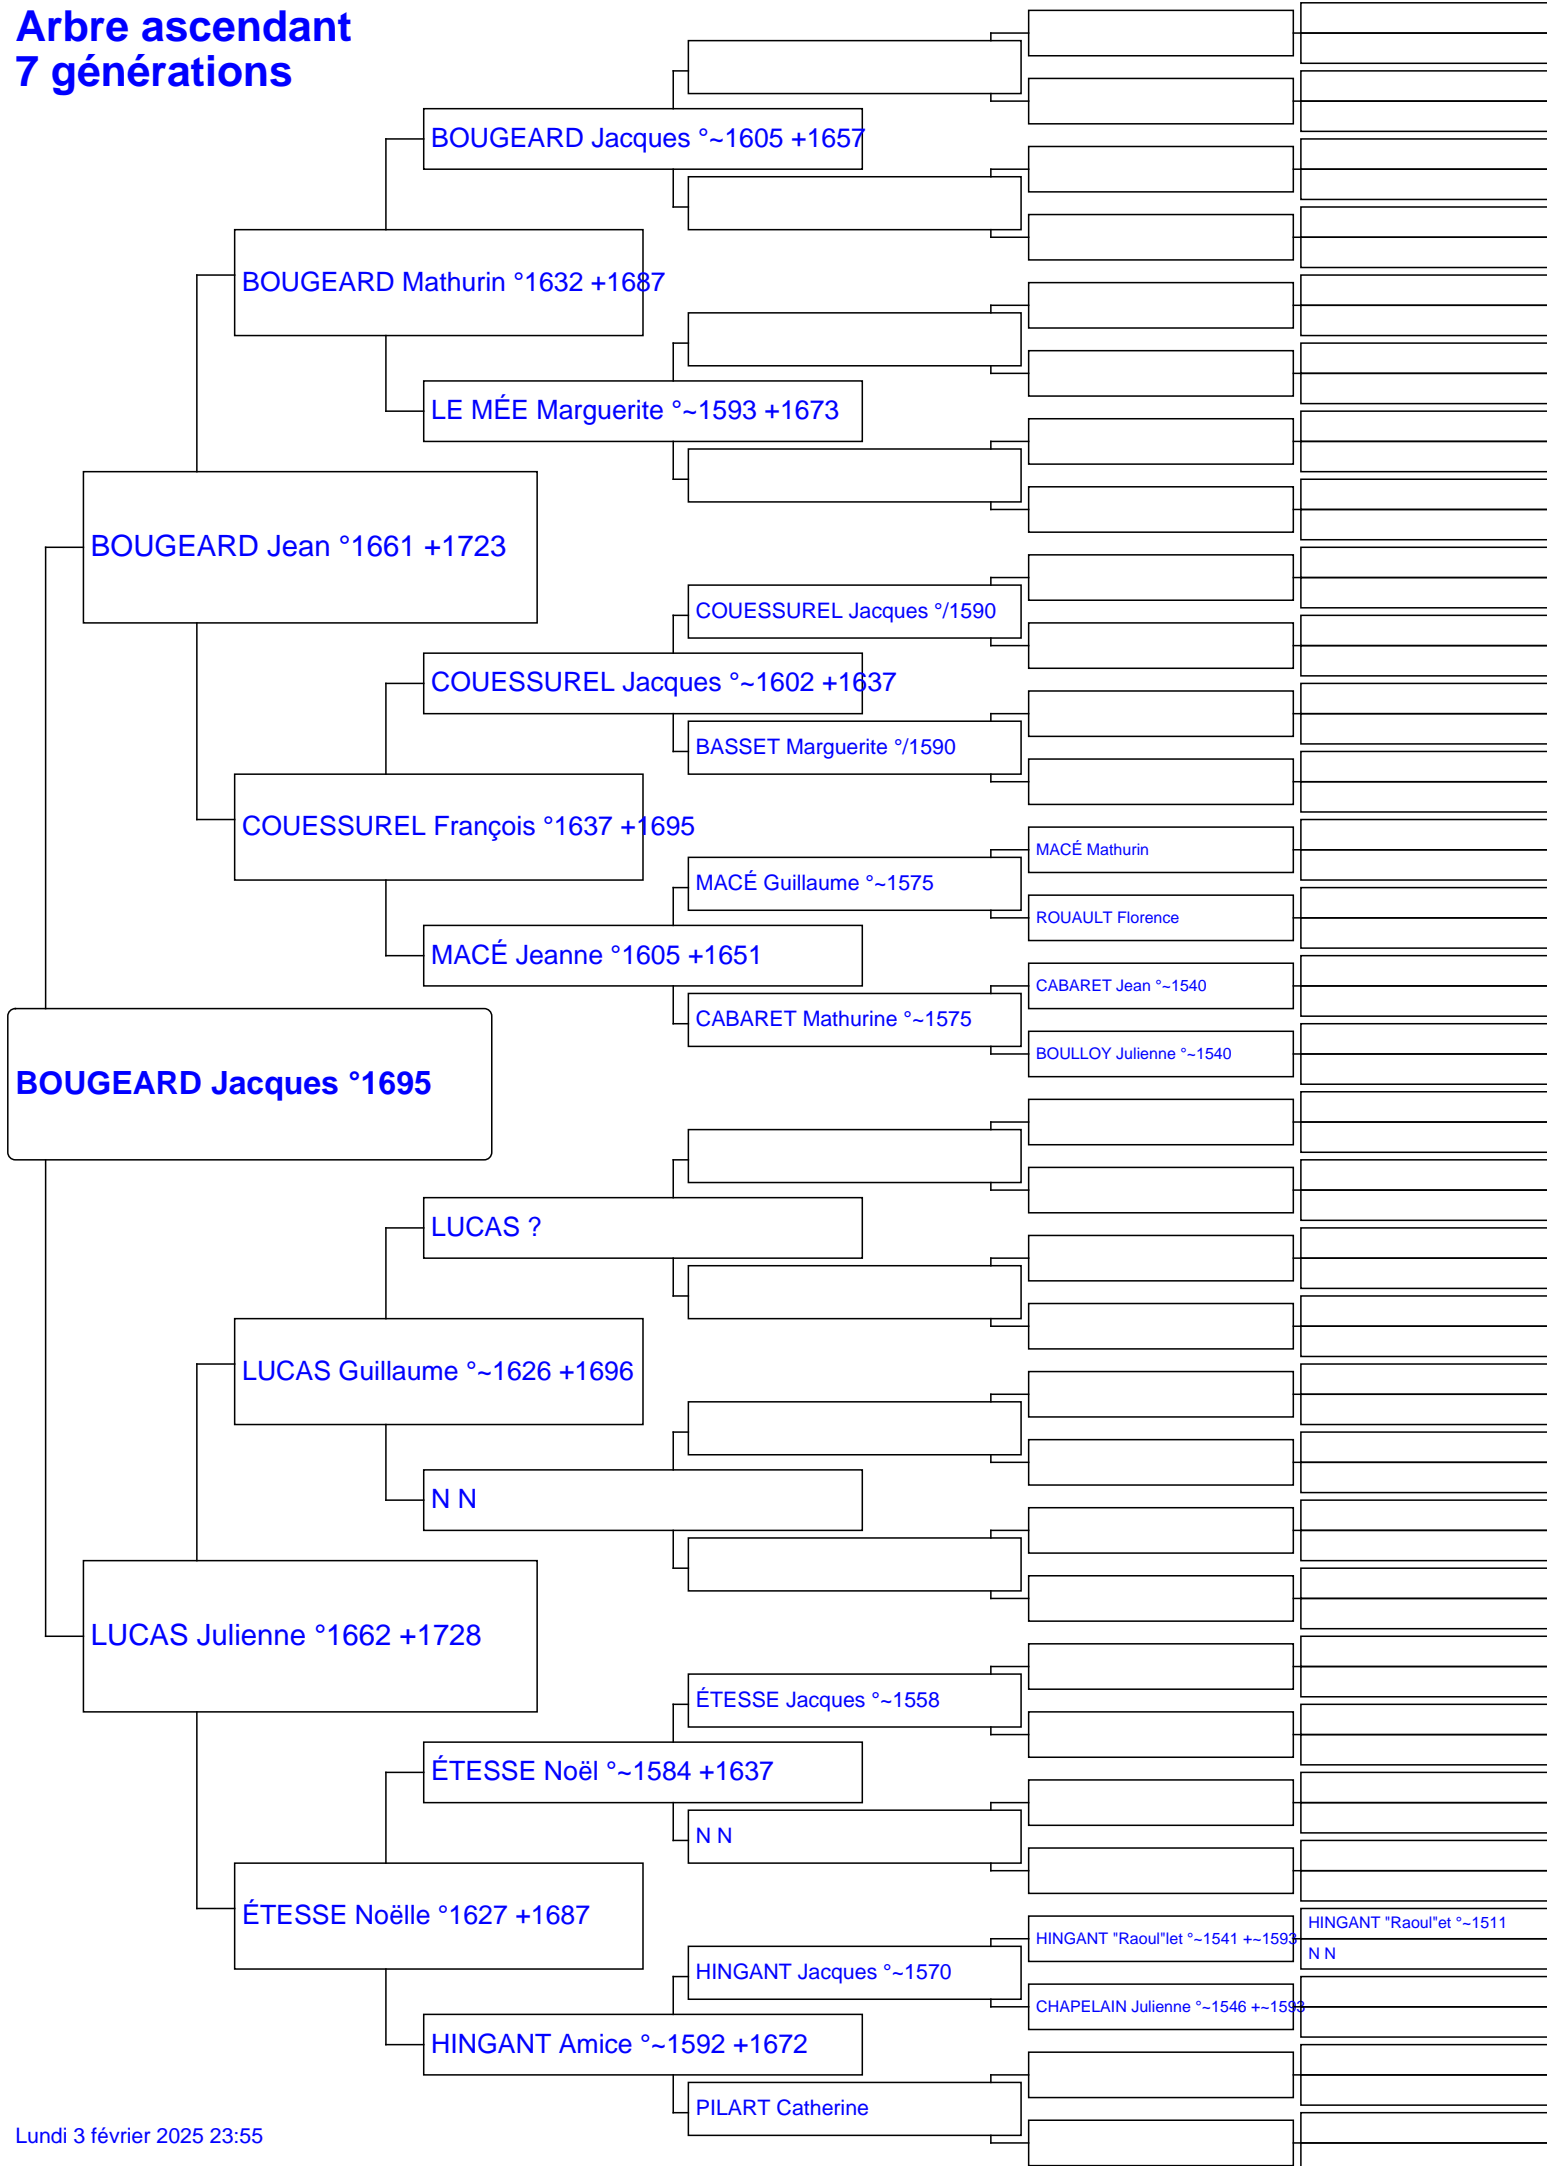 Arbre ascendant
7 générations
BOUGEARD Jacques °~1605 +1657
BOUGEARD Mathurin °1632 +1687
LE MÉE Marguerite °~1593 +1673
BOUGEARD Jean °1661 +1723
COUESSUREL Jacques °/1590
COUESSUREL Jacques °~1602 +1637
BASSET Marguerite °/1590
COUESSUREL François °1637 +1695
MACÉ Mathurin
MACÉ Guillaume °~1575
ROUAULT Florence
MACÉ Jeanne °1605 +1651
CABARET Jean °~1540
CABARET Mathurine °~1575
BOULLOY Julienne °~1540
BOUGEARD Jacques °1695
LUCAS ?
LUCAS Guillaume °~1626 +1696
N N
LUCAS Julienne °1662 +1728
ÉTESSE Jacques °~1558
ÉTESSE Noël °~1584 +1637
N N
ÉTESSE Noëlle °1627 +1687
HINGANT "Raoul"et °~1511
HINGANT "Raoul"let °~1541 +~1593
N N
HINGANT Jacques °~1570
CHAPELAIN Julienne °~1546 +~1593
HINGANT Amice °~1592 +1672
PILART Catherine
Lundi 3 février 2025 23:55